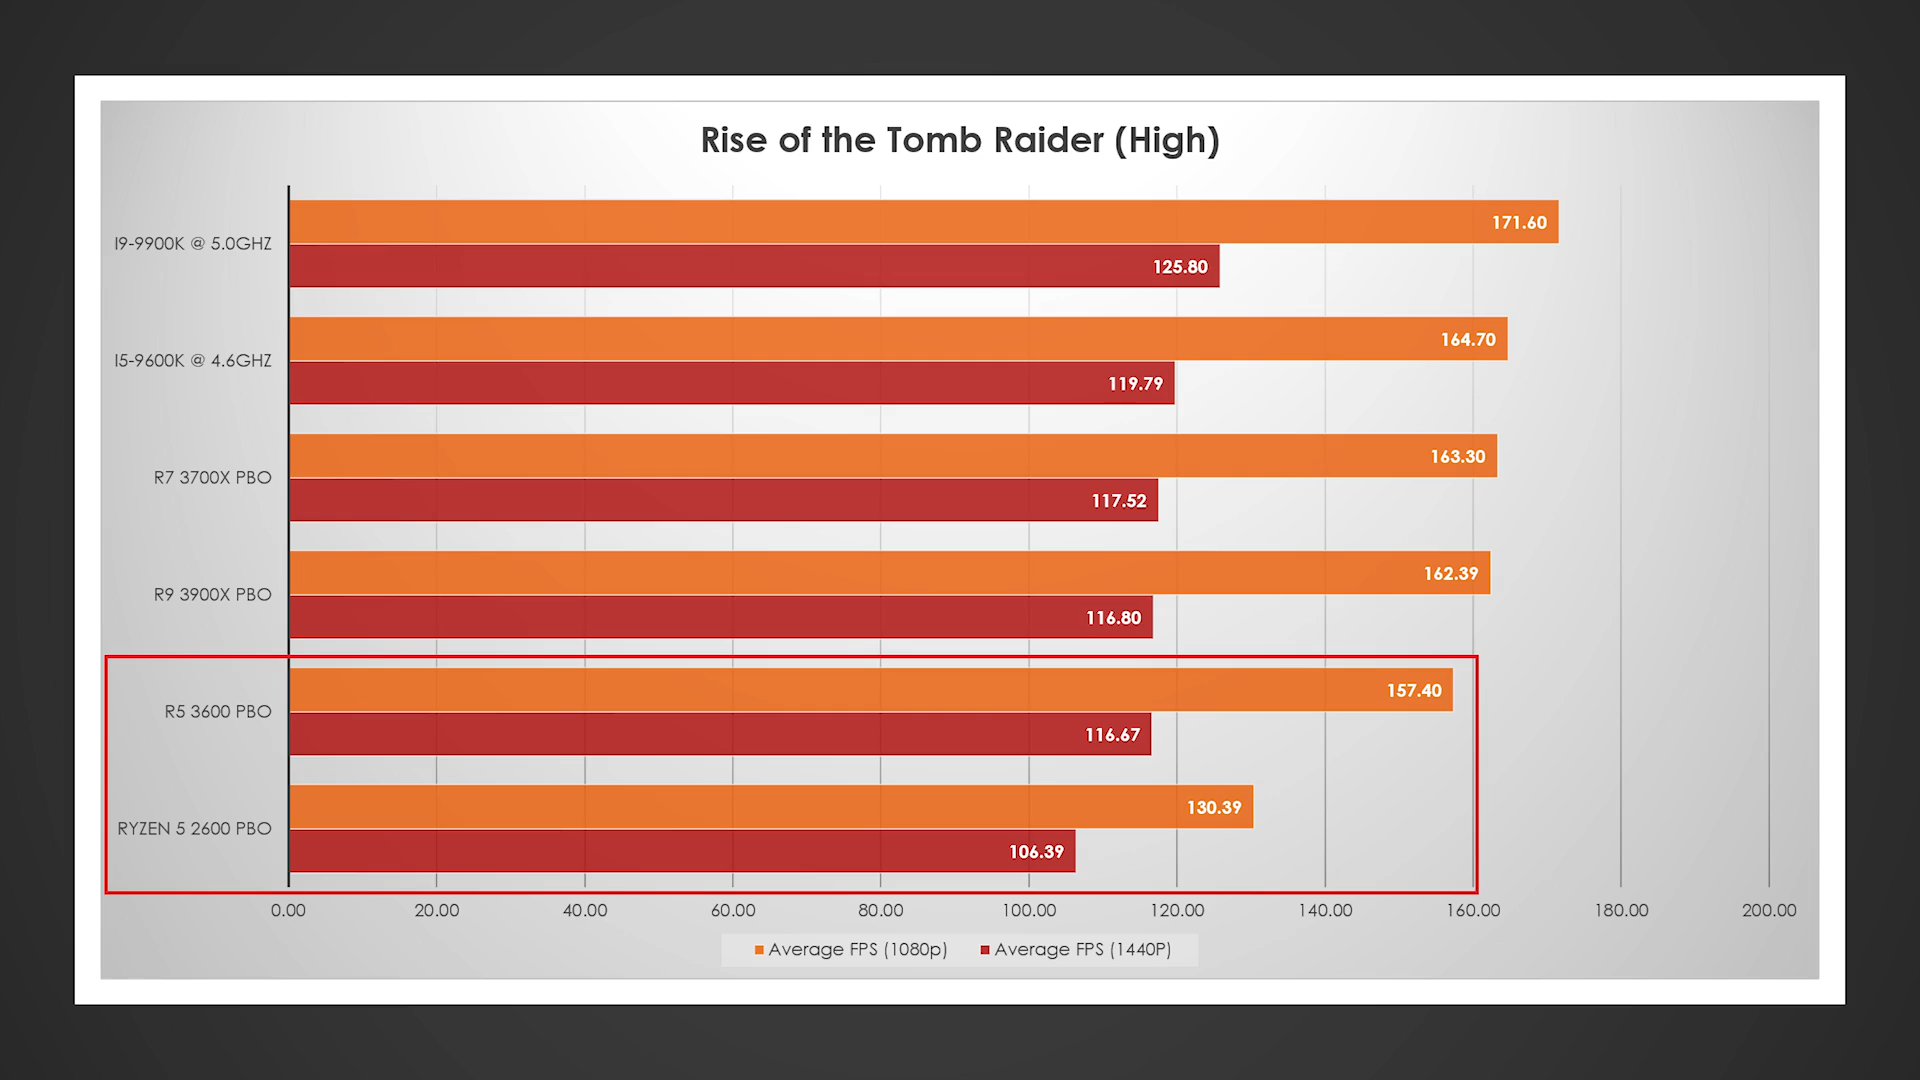 Rise of the Tomb Raider (High)
I9-9900K @ 5.0GHZ
171.60
125.80
I5-9600K @ 4.6GHZ
164.70
119.79
R7 3700X PBO
163.30
117.52
R9 3900X PBO
162.39
116.80
R5 3600 PBO
157.40
116.67
RYZEN 5 2600 PBO
130.39
106.39
0.00 20.00 40.00 60.00 80.00 100.00 120.00 140.00 160.00 180.00 200.00
Average FPS (1080p) Average FPS (1440P)